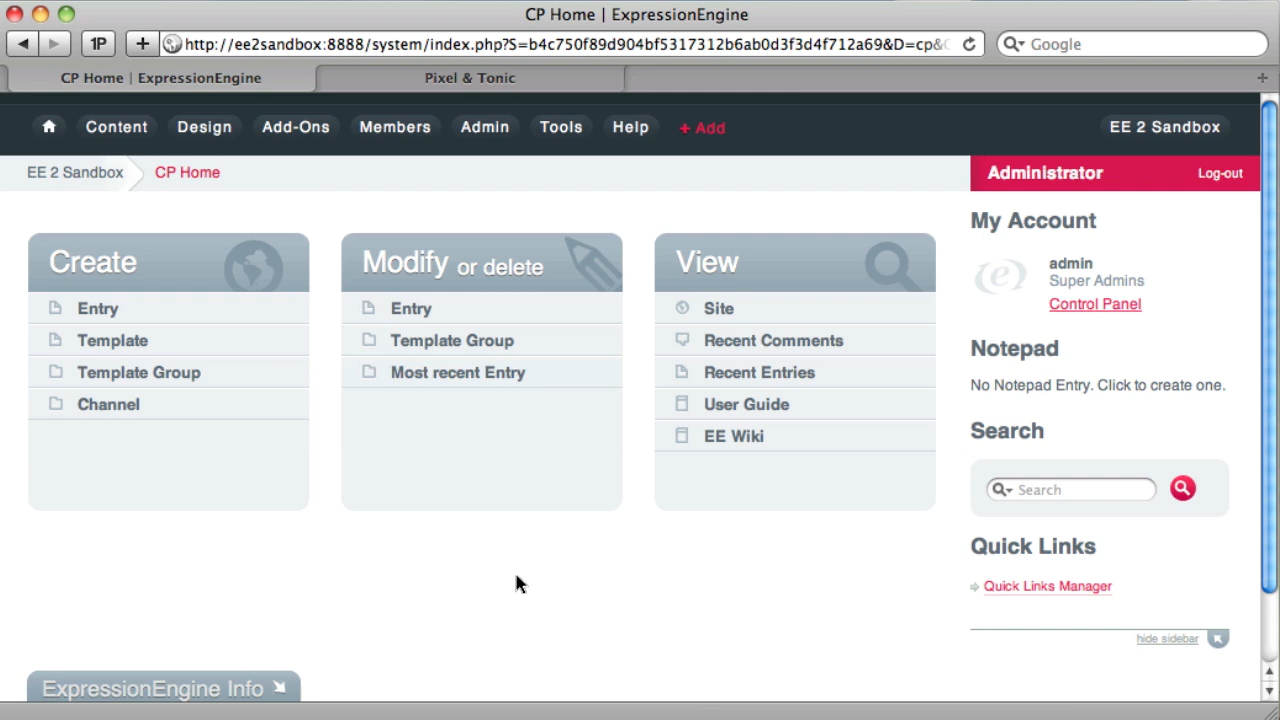 CP Home | ExpressionEngine
1P
http://ee2sandbox:8888/system/index.php?S=b4c750f89d904bf5317312b6ab0d3f3d4f712a69&D=cp&
Google
CP Home | ExpressionEngine
Pixel & Tonic
Content
Design
Add-Ons
Members
Admin
Tools
Help
+ Add
EE 2 Sandbox
EE 2 Sandbox
CP Home
Administrator
Log-out
Create
Entry
Template
Template Group
Channel
Modify or delete
Entry
Template Group
Most recent Entry
View
Site
Recent Comments
Recent Entries
User Guide
EE Wiki
My Account
admin
Super Admins
Control Panel
Notepad
No Notepad Entry. Click to create one.
Search
Search
Quick Links
Quick Links Manager
hide sidebar
ExpressionEngine Info